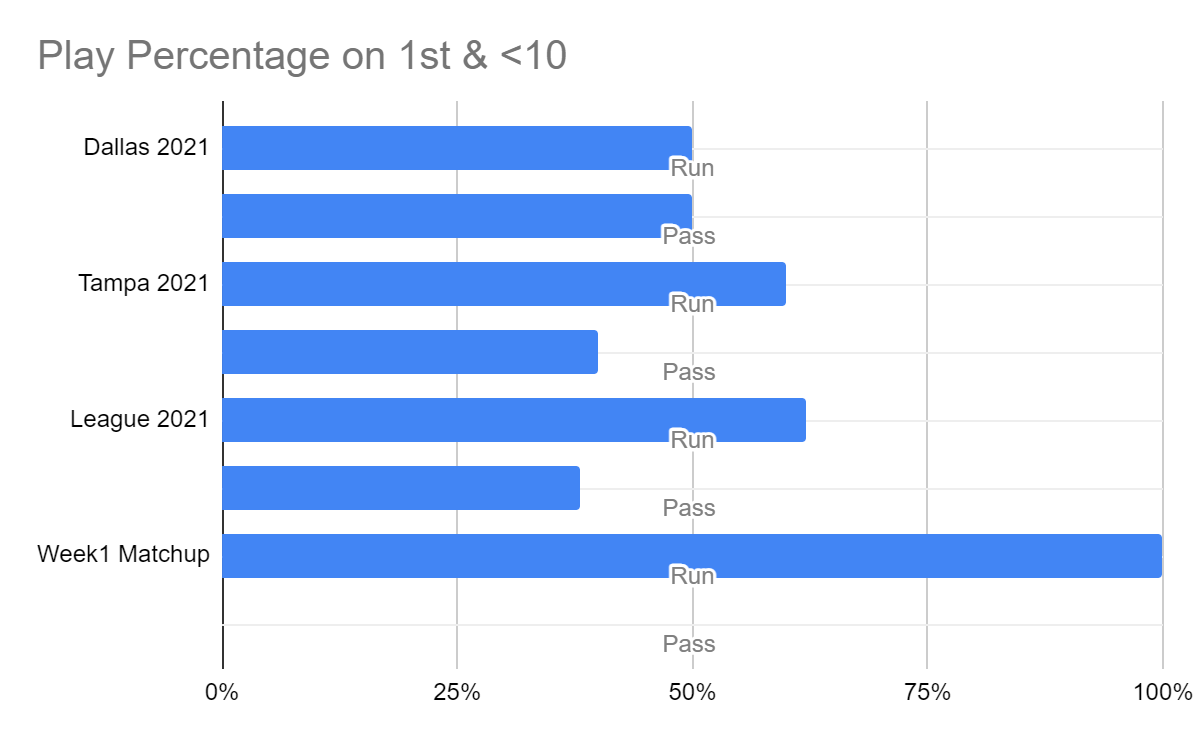 Play Percentage on 1st & <10
Dallas 2021
Run
Pass
Tampa 2021
Run
Pass
League 2021
Run
Pass
Week1 Matchup
Run
Pass
0% 25% 50% 75% 100%